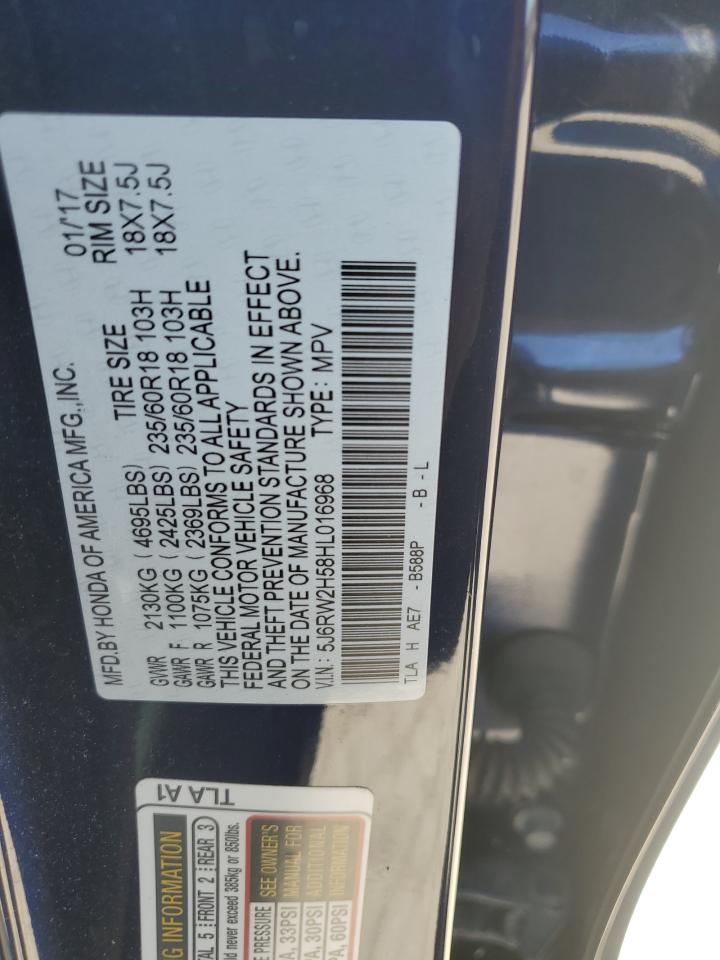 MFD.BY HONDA OF AMERICA MFG.,INC. 01/'17
TIRE SIZE RIM SIZE
GVWR 2130KG ( 4695LBS)
GAWR F 1100KG ( 2425LBS) 235/60R18 103H 18X7.5J
GAWR R 1075KG ( 2369LBS) 235/60R18 103H 18X7.5J
THIS VEHICLE CONFORMS TO ALL APPLICABLE
FEDERAL MOTOR VEHICLE SAFETY
AND THEFT PREVENTION STANDARDS IN EFFECT
ON THE DATE OF MANUFACTURE SHOWN ABOVE.
V.I.N.: 5J6RW2H58HL016968 TYPE: MPV
TLA H AE7 -B588P -B-L
TLA A1
INFORMATION
5 FRONT 2 REAR 3
never exceed 385kg or 850lbs.
PRESSURE SEE OWNER'S
33PSI MANUAL FOR
30PSI ADDITIONAL
60PSI INFORMATION